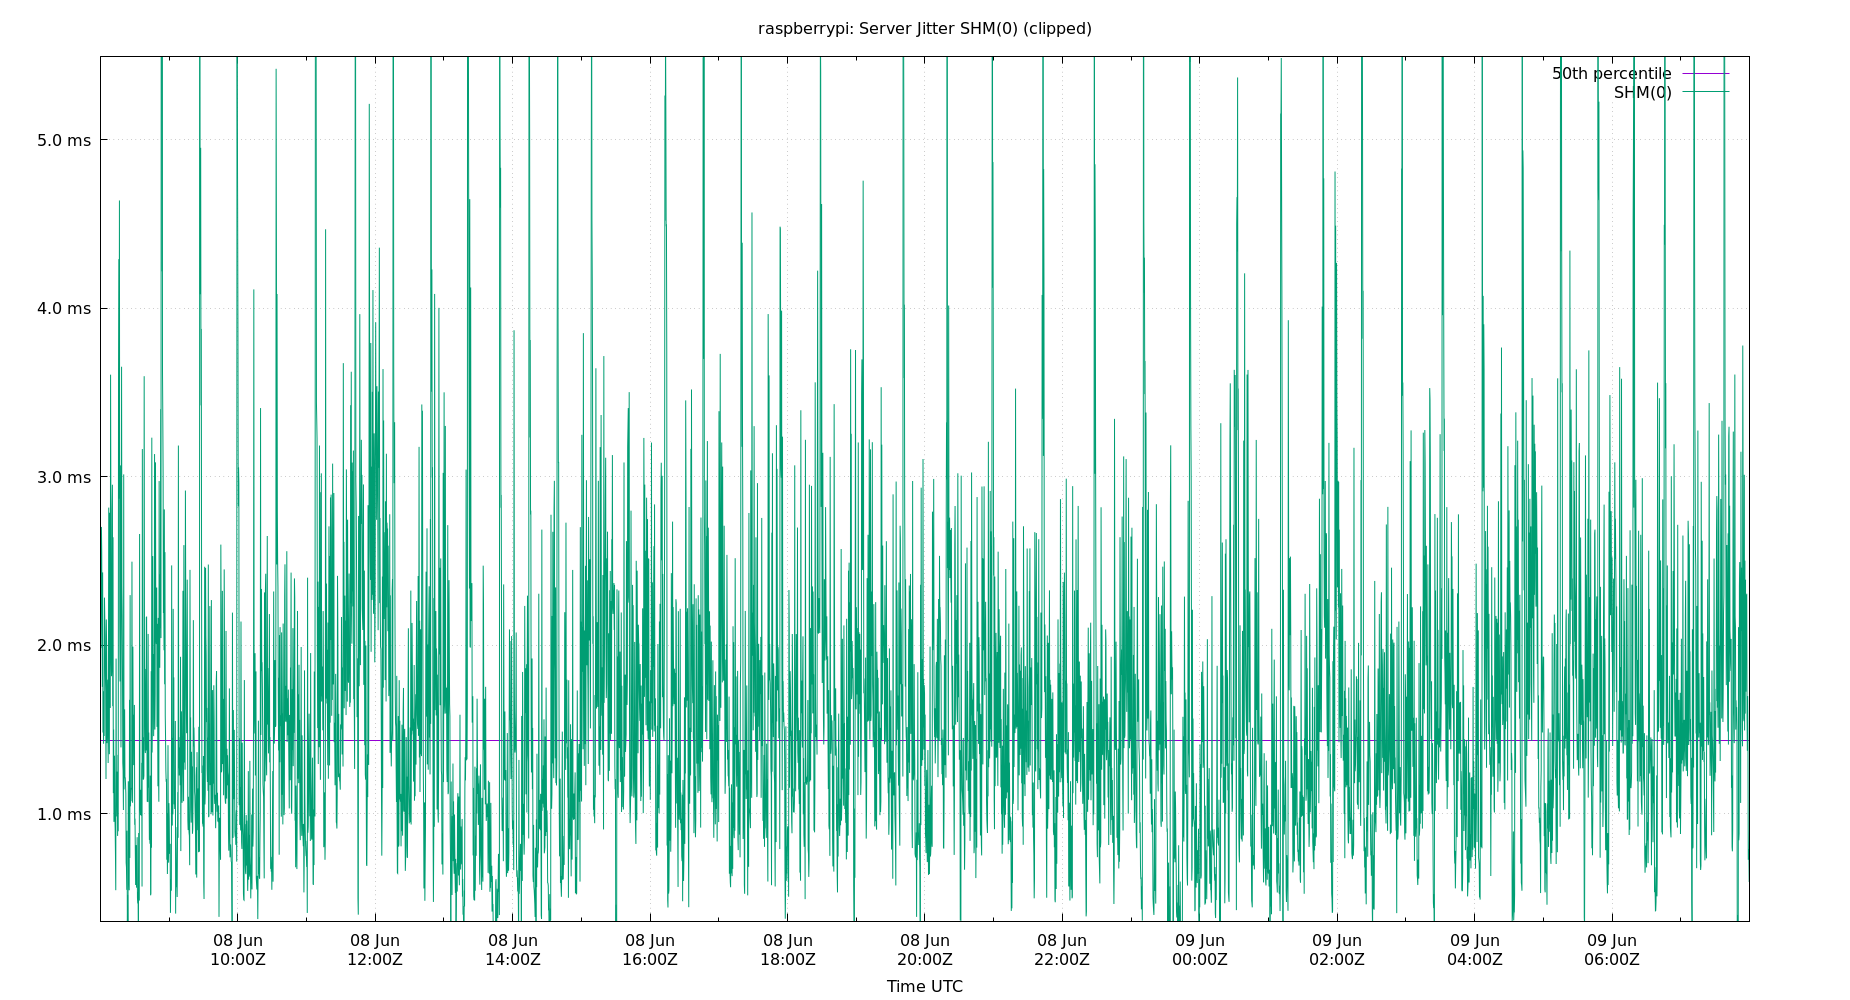 raspberrypi: Server Jitter SHM(0) (clipped)
50th percentile
SHM(0)
5.0 ms
4.0 ms
3.0 ms
2.0 ms
1.0 ms
08 Jun 08 Jun 08 Jun 08 Jun 08 Jun 08 Jun 08 Jun 09 Jun 09 Jun 09 Jun 09 Jun
10:00Z 12:00Z 14:00Z 16:00Z 18:00Z 20:00Z 22:00Z 00:00Z 02:00Z 04:00Z 06:00Z
Time UTC